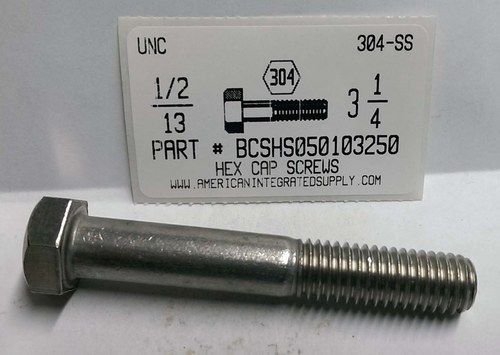 UNC 304-SS
304
1/2
13
3 1/4
PART # BCSHS050103250
HEX CAP SCREWS
WWW.AMERICANINTEGRATEDSUPPLY.COM